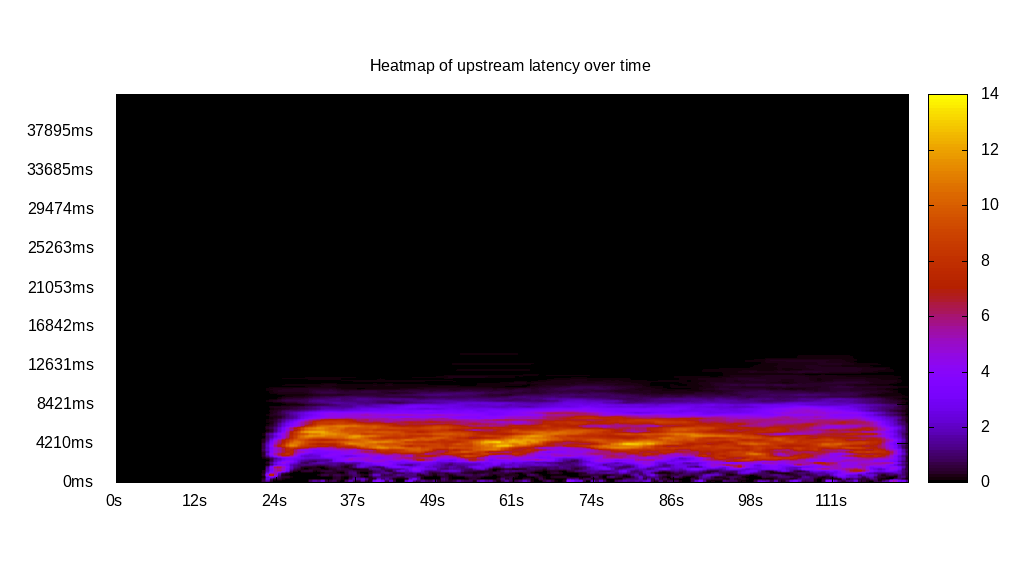 Heatmap of upstream latency over time
37895ms
33685ms
29474ms
25263ms
21053ms
16842ms
12631ms
8421ms
4210ms
0ms
0s 12s 24s 37s 49s 61s 74s 86s 98s 111s
14
12
10
8
6
4
2
0